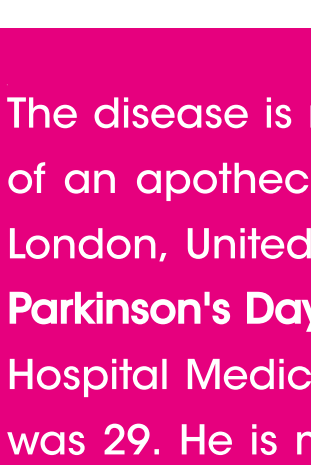 The disease is
of an apothec
London, United
Parkinson's Day
Hospital Medic
was 29. He is